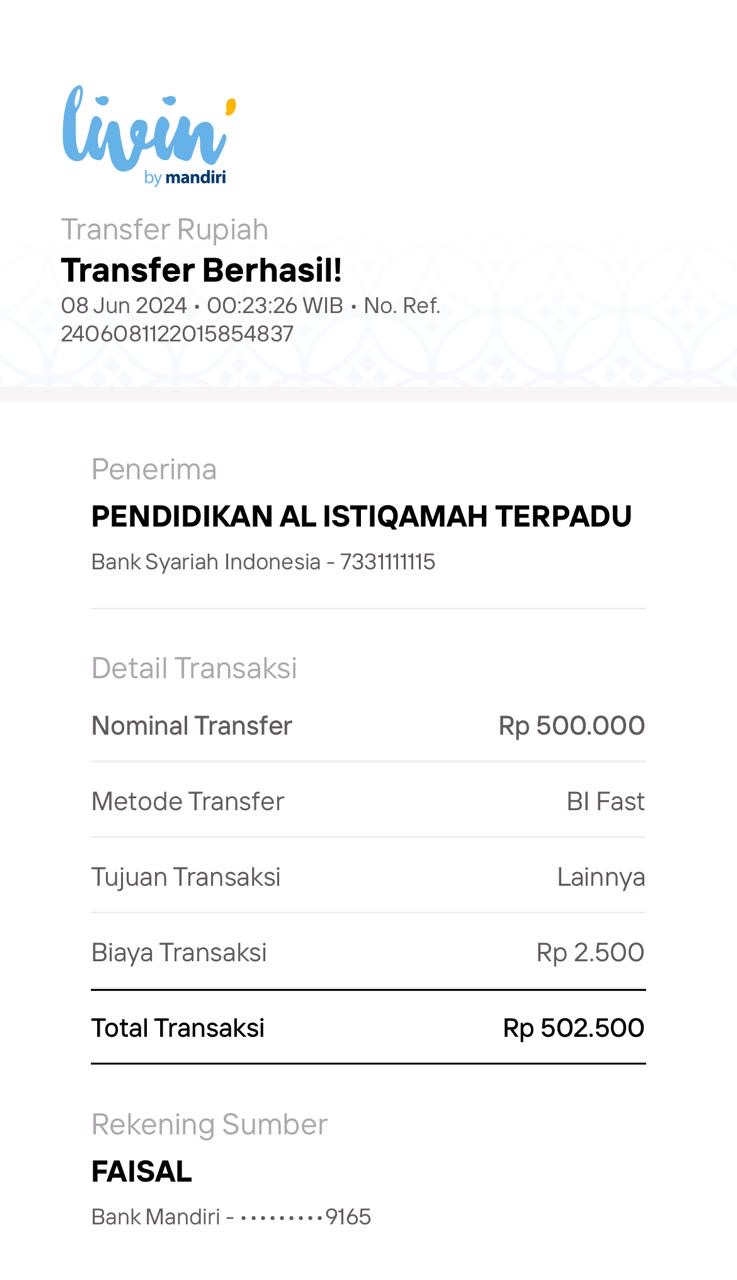 livin'
by mandiri
Transfer Rupiah
Transfer Berhasil!
08 Jun 2024 • 00:23:26 WIB • No. Ref.
2406081122015854837
Penerima
PENDIDIKAN AL ISTIQAMAH TERPADU
Bank Syariah Indonesia - 7331111115
Detail Transaksi
Nominal Transfer Rp 500.000
Metode Transfer BI Fast
Tujuan Transaksi Lainnya
Biaya Transaksi Rp 2.500
Total Transaksi Rp 502.500
Rekening Sumber
FAISAL
Bank Mandiri - •••••••••9165